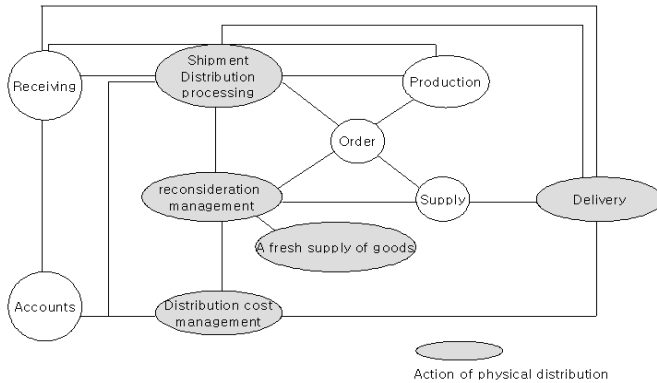 Shipment
Distribution
processing
Receiving
Production
Order
reconsideration
management
Supply
Delivery
A fresh supply of goods
Accounts
Distribution cost
management
Action of physical distribution